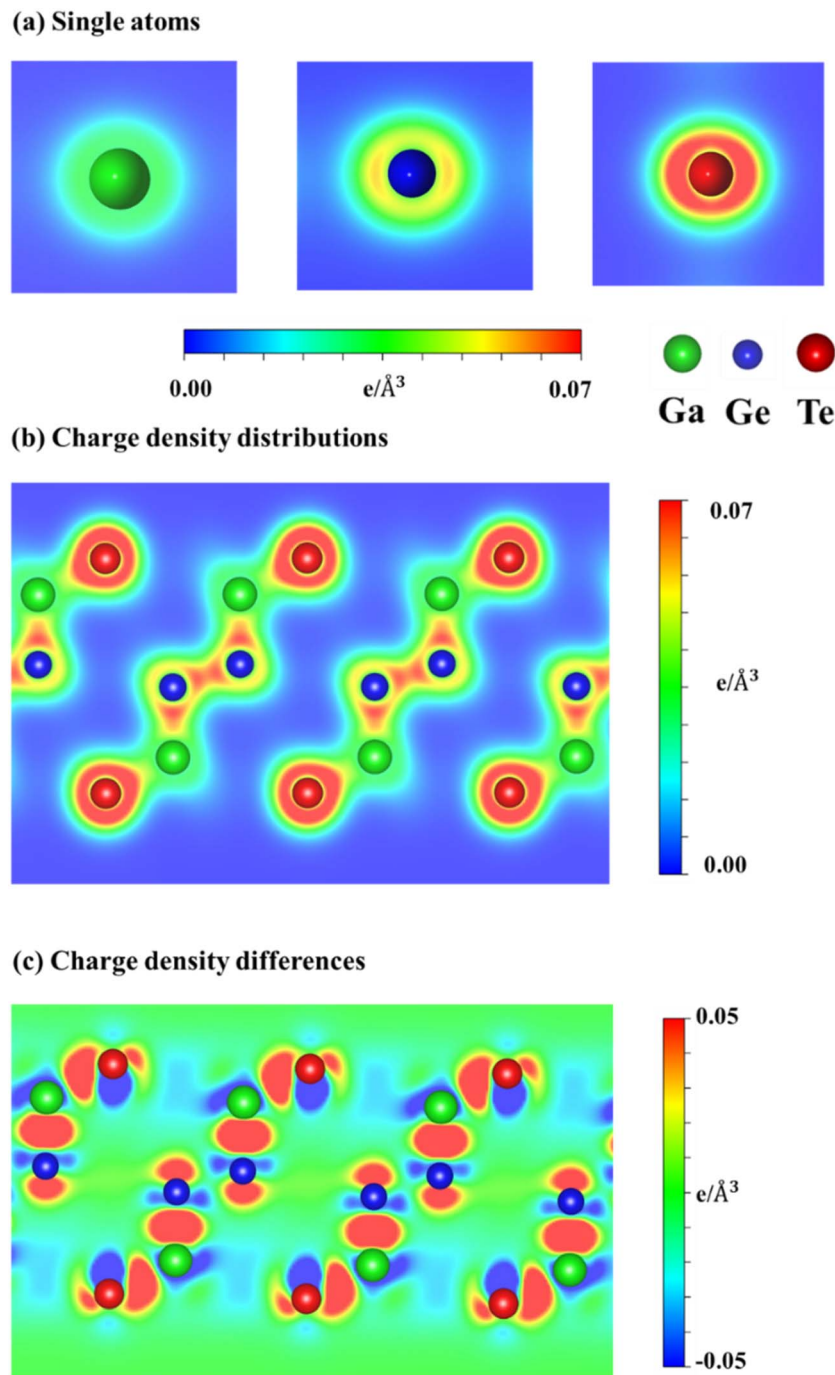 (a) Single atoms
0.00 e/Å³ 0.07
Ga Ge Te
(b) Charge density distributions
0.07
e/Å³
0.00
(c) Charge density differences
0.05
e/Å³
-0.05